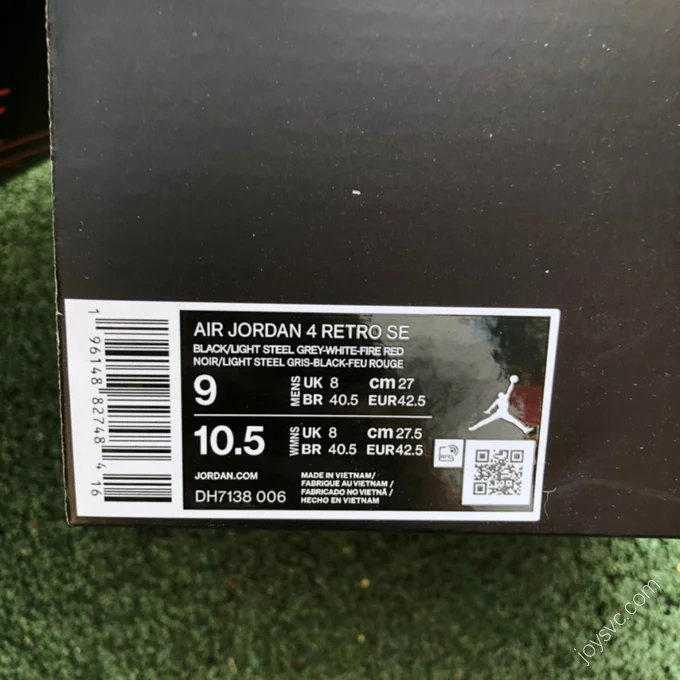 AIR JORDAN 4 RETRO SE
BLACK/LIGHT STEEL GREY-WHITE-FIRE RED
NOIR/LIGHT STEEL GRIS-BLACK-FEU ROUGE
9
MENS
UK 8 cm 27
BR 40.5 EUR 42.5
10.5
WMNS
UK 8 cm 27.5
BR 40.5 EUR 42.5
JORDAN.COM
DH7138 006
MADE IN VIETNAM/
FABRIQUE AU VIETNAM /
FABRICADO NO VIETNÃ /
HECHO EN VIETNAM
1 96148 82748 4 16
joysvc.com